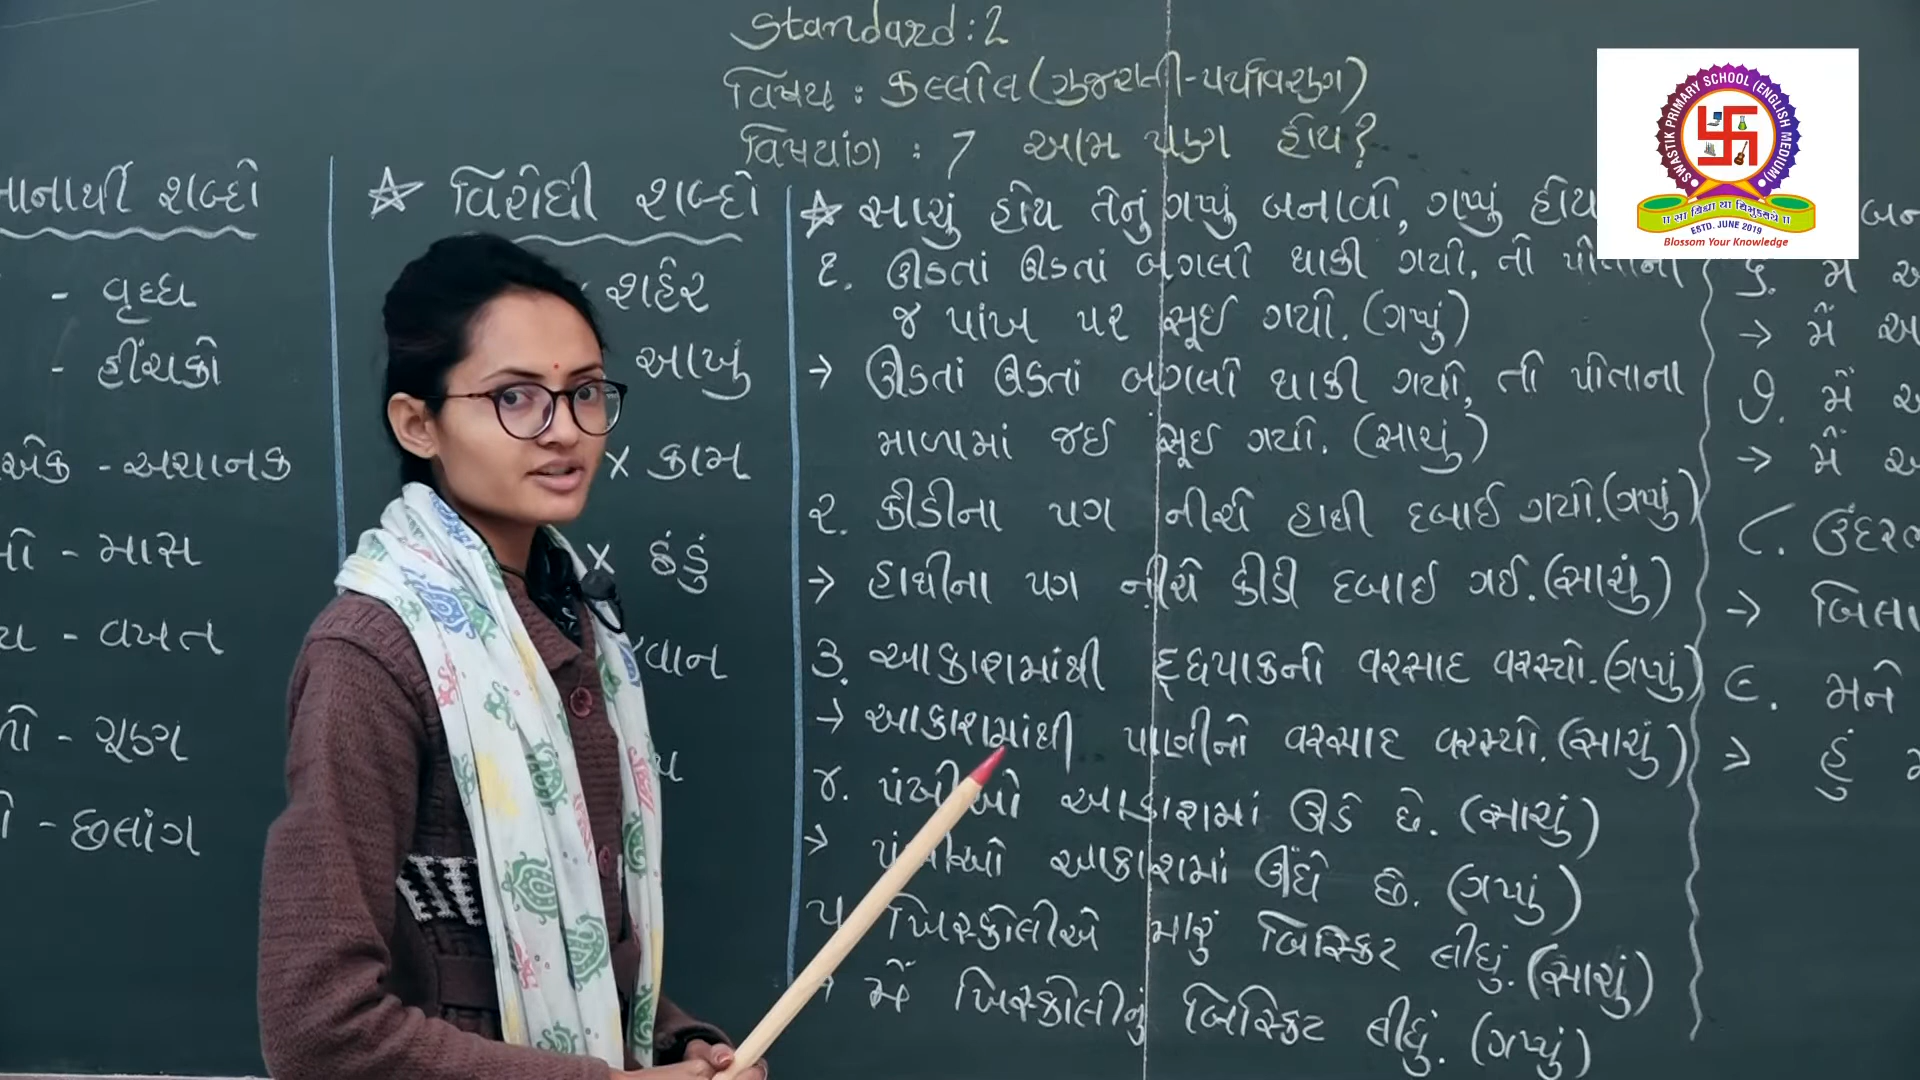 Standard : 2
વિષય : કલ્લોલ (ગુજરાતી-પર્યાવરણ)
વિષયાંગ : 7 આમ પણ હોય?
SWASTIK PRIMARY SCHOOL (ENGLISH MEDIUM)
॥ सा विद्या या विमुक्तये ॥
ESTD. JUNE 2019
Blossom Your Knowledge
શબ્દો
- વૃદ્ધ
- હીંચકો
- અચાનક
- માસ
- વખત
- ચૂરણ
- છલાંગ
☆ વિરોધી શબ્દો
શહેર
આખું
x કામ
x ઠંડું
☆ સાચું હોય તેનું ગપ્પું બનાવો, ગપ્પું હોય
૧. ઊડતાં ઊડતાં બગલો થાકી ગયો, તો પોતાની
જ પાંખ પર સૂઈ ગયો. (ગપ્પું)
→ ઊડતાં ઊડતાં બગલો થાકી ગયો, તો પોતાના
માળામાં જઈ સૂઈ ગયો. (સાચું)
૨. કીડીના પગ નીચે હાથી દબાઈ ગયો. (ગપ્પું)
→ હાથીના પગ નીચે કીડી દબાઈ ગઈ. (સાચું)
૩. આકાશમાંથી દૂધપાકનો વરસાદ વરસ્યો. (ગપ્પું)
→ આકાશમાંથી પાણીનો વરસાદ વરસ્યો. (સાચું)
૪. પંખીઓ આકાશમાં ઊડે છે. (સાચું)
→ પંખીઓ આકાશમાં ઊંઘે છે. (ગપ્પું)
૫. ખિસ્કોલીએ મારું બિસ્કિટ લીધું. (સાચું)
→ મેં ખિસ્કોલીનું બિસ્કિટ લીધું. (ગપ્પું)
૬. મેં
→ મેં
૭. મેં
→ મેં
૮.
→
૯. મને
→ હું